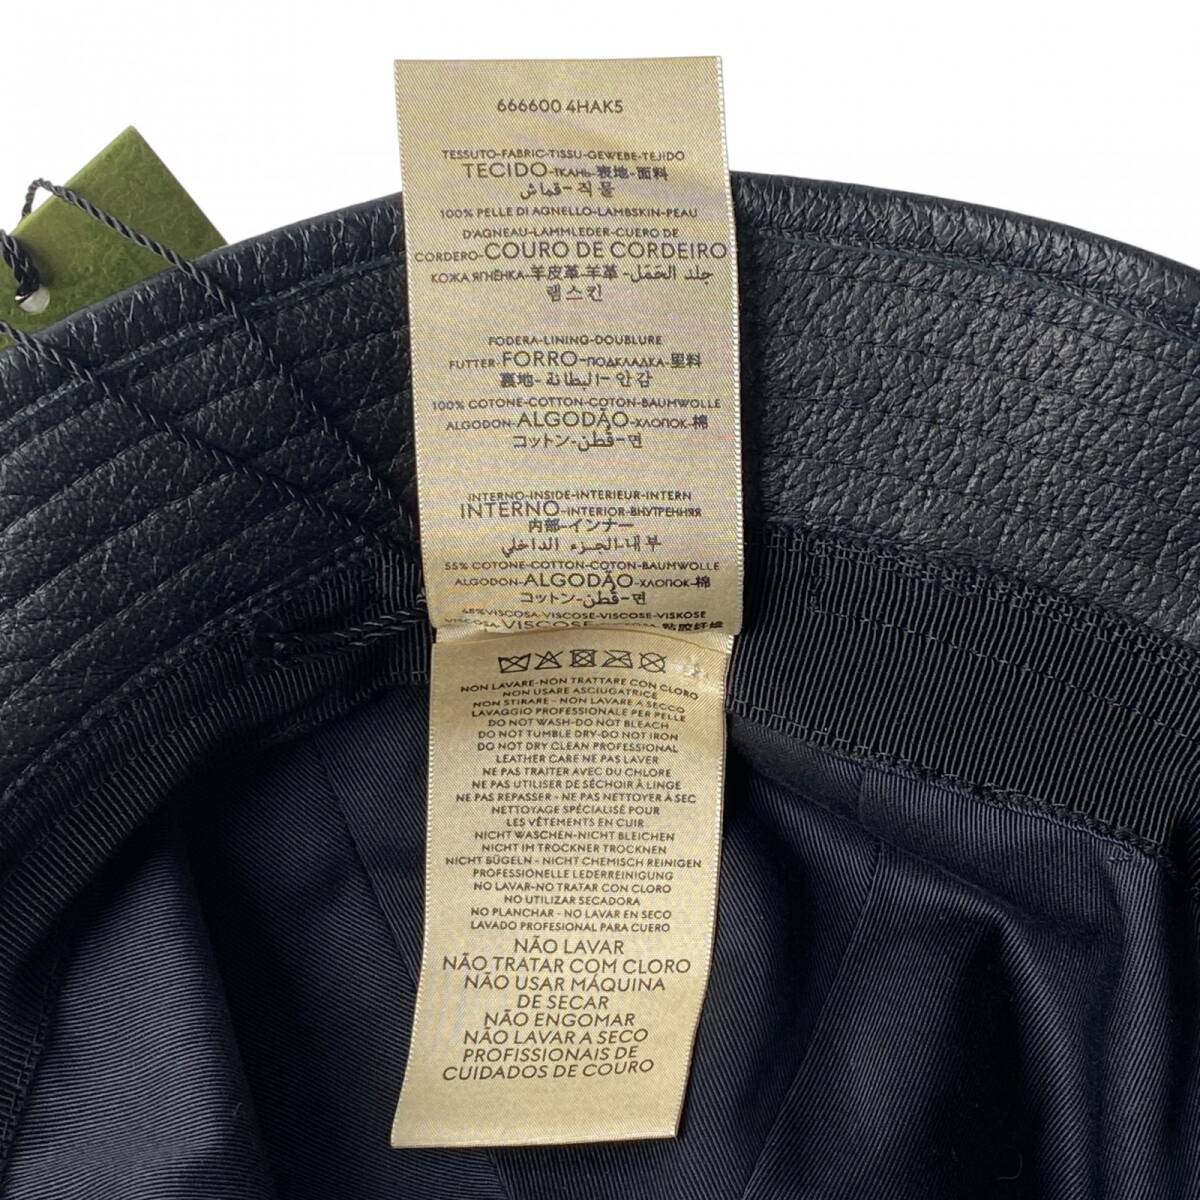 666600 4HAK5
TESSUTO-FABRIC-TISSU-GEWEBE-TEJIDO
TECIDO-ТКАНЬ-表地-面料
قماش-직물
100% PELLE DI AGNELLO-LAMBSKIN-PEAU
D'AGNEAU-LAMMLEDER-CUERO DE
CORDERO-COURO DE CORDEIRO
КОЖА ЯГНЁНКА-羊皮革-羊革-جلد الحَمَل
램스킨
FODERA-LINING-DOUBLURE
FUTTER-FORRO-ПОДКЛАДКА-里料
裏地-البطانة-안감
100% COTONE-COTTON-COTON-BAUMWOLLE
ALGODON-ALGODÃO-ХЛОПОК-棉
コットン-قُطن-면
INTERNO-INSIDE-INTERIEUR-INTERN
INTERNO-INTERIOR-ВНУТРЕННЯЯ
内部-インナー
الجزء الداخلي-내부
55% COTONE-COTTON-COTON-BAUMWOLLE
ALGODON-ALGODÃO-ХЛОПОК-棉
コットン-قُطن-면
45%VISCOSA-VISCOSE-VISCOSE-VISKOSE
VISCOSA-VISCOSE
NON LAVARE-NON TRATTARE CON CLORO
NON USARE ASCIUGATRICE
NON STIRARE - NON LAVARE A SECCO
LAVAGGIO PROFESSIONALE PER PELLE
DO NOT WASH-DO NOT BLEACH
DO NOT TUMBLE DRY-DO NOT IRON
DO NOT DRY CLEAN PROFESSIONAL
LEATHER CARE NE PAS LAVER
NE PAS TRAITER AVEC DU CHLORE
NE PAS UTILISER DE SÉCHOIR À LINGE
NE PAS REPASSER - NE PAS NETTOYER À SEC
NETTOYAGE SPÉCIALISÉ POUR
LES VÊTEMENTS EN CUIR
NICHT WASCHEN-NICHT BLEICHEN
NICHT IM TROCKNER TROCKNEN
NICHT BÜGELN - NICHT CHEMISCH REINIGEN
PROFESSIONELLE LEDERREINIGUNG
NO LAVAR-NO TRATAR CON CLORO
NO UTILIZAR SECADORA
NO PLANCHAR - NO LAVAR EN SECO
LAVADO PROFESIONAL PARA CUERO
NÃO LAVAR
NÃO TRATAR COM CLORO
NÃO USAR MÁQUINA
DE SECAR
NÃO ENGOMAR
NÃO LAVAR A SECO
PROFISSIONAIS DE
CUIDADOS DE COURO